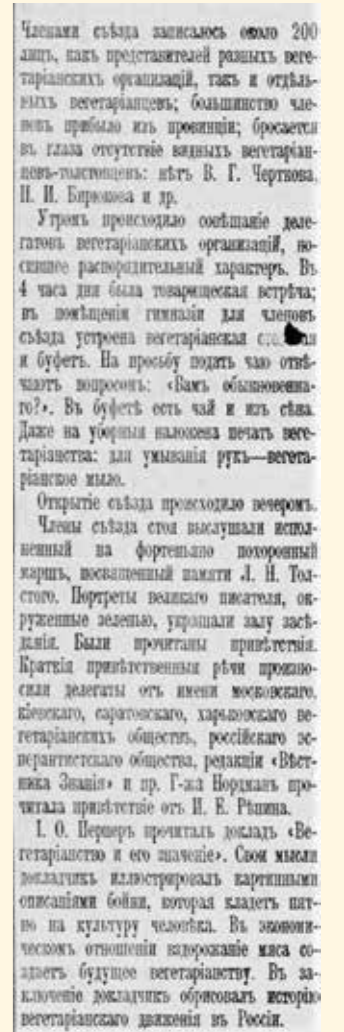 Членами съѣзда записалось около 200
лицъ, какъ представителей разныхъ веге-
таріанскихъ организацій, такъ и отдѣль-
ныхъ вегетаріанцевъ; большинство чле-
новъ прибыло изъ провинціи; бросается
въ глаза отсутствіе видныхъ вегетаріан-
цевъ-толстовцевъ: нѣтъ В. Г. Черткова,
П. И. Бирюкова и др.
Утромъ происходило совѣщаніе деле-
гатовъ вегетаріанскихъ организацій, но-
сившее распорядительный характеръ. Въ
4 часа дня была товарищеская встрѣча;
въ помѣщеніи гимназіи для членовъ
съѣзда устроена вегетаріанская
и буфетъ. На просьбу подать чаю отвѣ-
чаютъ вопросомъ: «Вамъ обыкновенна-
го?». Въ буфетѣ есть чай и изъ сѣна.
Даже на уборныя наложена печать веге-
таріанства: для умыванія рукъ—вегета-
ріанское мыло.
Открытіе съѣзда происходило вечеромъ.
Члены съѣзда стоя выслушали испол-
ненный на фортепьяно похоронный
маршъ, посвященный памяти Л. Н. Тол-
стого. Портреты великаго писателя, ок-
руженные зеленью, украшали залу засѣ-
данія. Были прочитаны привѣтствія.
Краткія привѣтственныя рѣчи произно-
сили делегаты отъ имени московскаго,
кіевскаго, саратовскаго, харьковскаго ве-
гетаріанскихъ обществъ, россійскаго эс-
перантистскаго общества, редакціи «Вѣст-
ника Знанія» и пр. Г-жа Нордманъ про-
читала привѣтствіе отъ И. Е. Рѣпина.
І. О. Перперъ прочиталъ докладъ «Ве-
гетаріанство и его значеніе». Свои мысли
докладчикъ иллюстрировалъ картинными
описаніями бойни, которая кладетъ пят-
но на культуру человѣка. Въ экономи-
ческомъ отношеніи вздорожаніе мяса со-
здаетъ будущее вегетаріанству. Въ за-
ключеніе докладчикъ обрисовалъ исторію
вегетаріанскаго движенія въ Россіи.